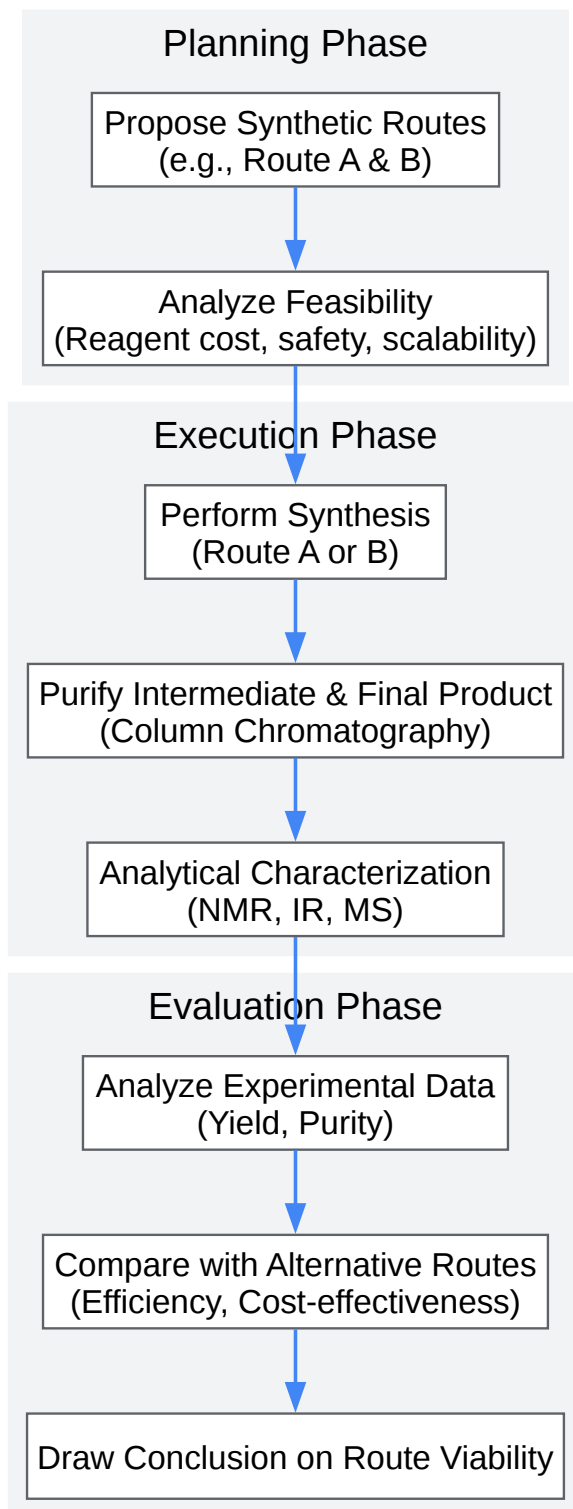 Planning Phase
Propose Synthetic Routes
(e.g., Route A & B)
Analyze Feasibility
(Reagent cost, safety, scalability)
Execution Phase
Perform Synthesis
(Route A or B)
Purify Intermediate & Final Product
(Column Chromatography)
Analytical Characterization
(NMR, IR, MS)
Evaluation Phase
Analyze Experimental Data
(Yield, Purity)
Compare with Alternative Routes
(Efficiency, Cost-effectiveness)
Draw Conclusion on Route Viability